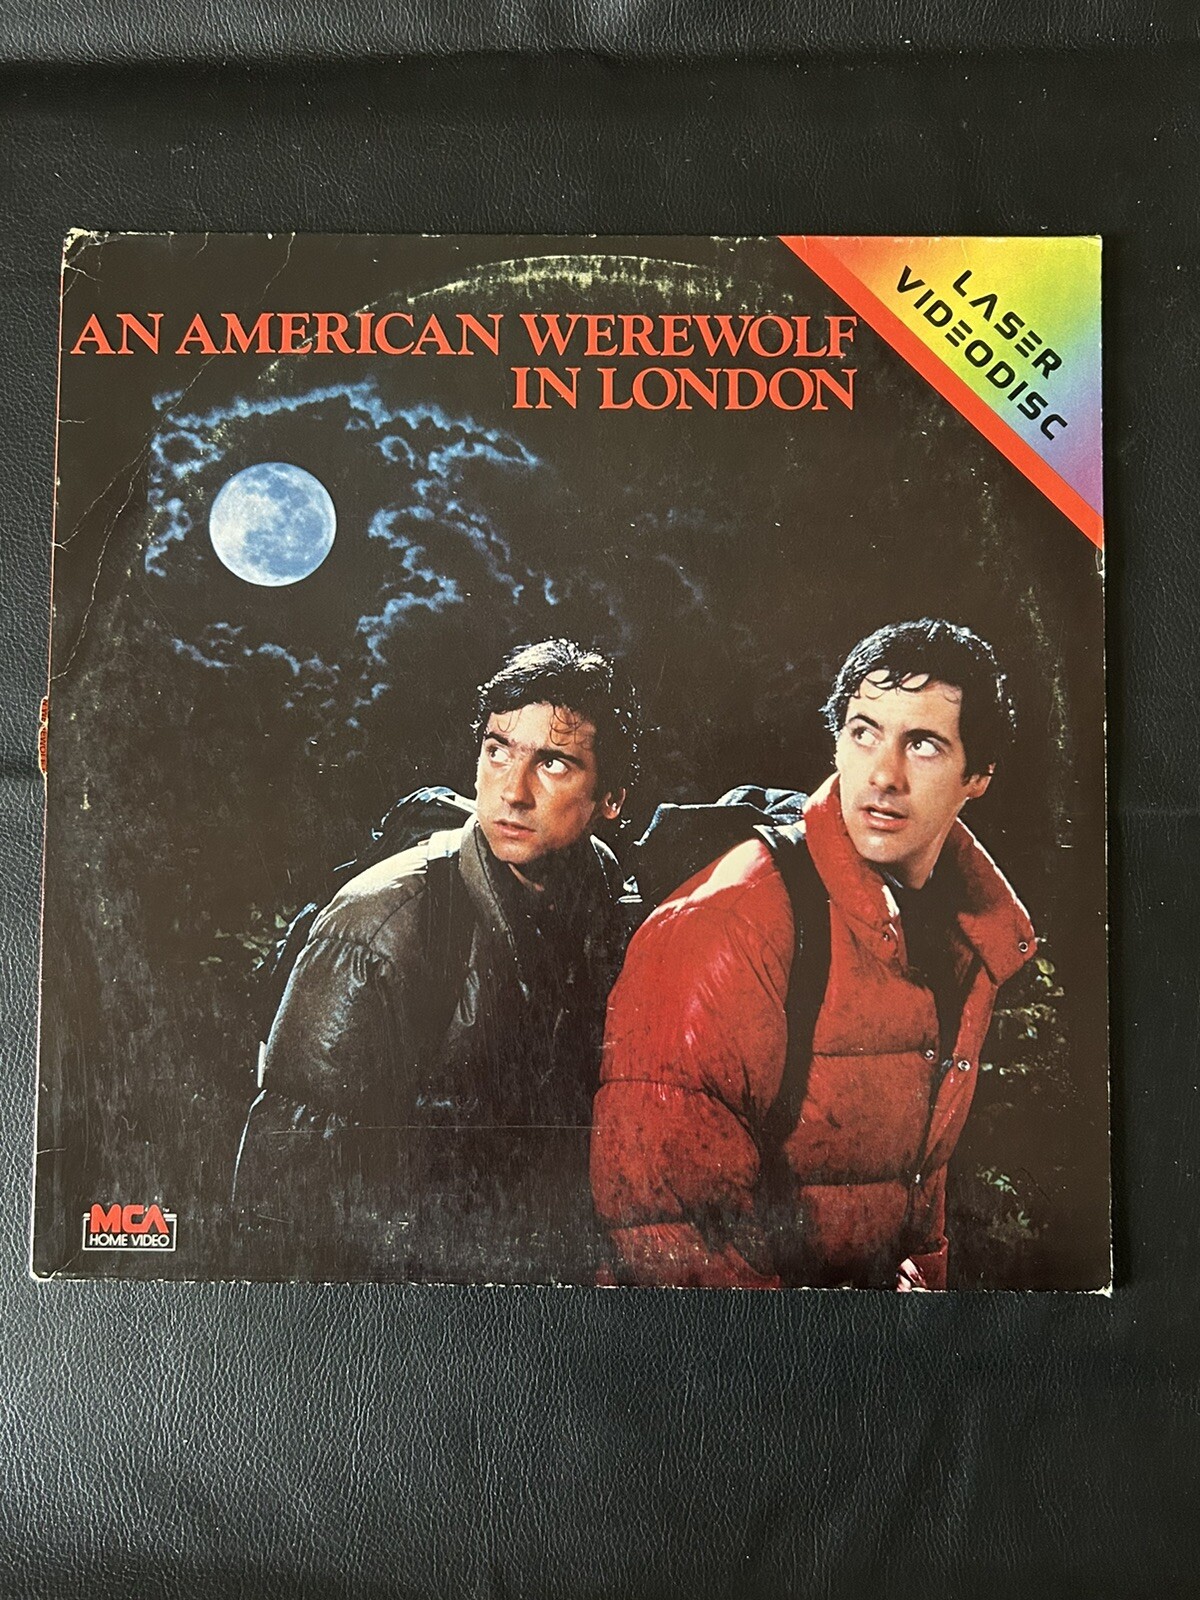 LASER
VIDEODISC
AN AMERICAN WEREWOLF
IN LONDON
MCA
HOME VIDEO